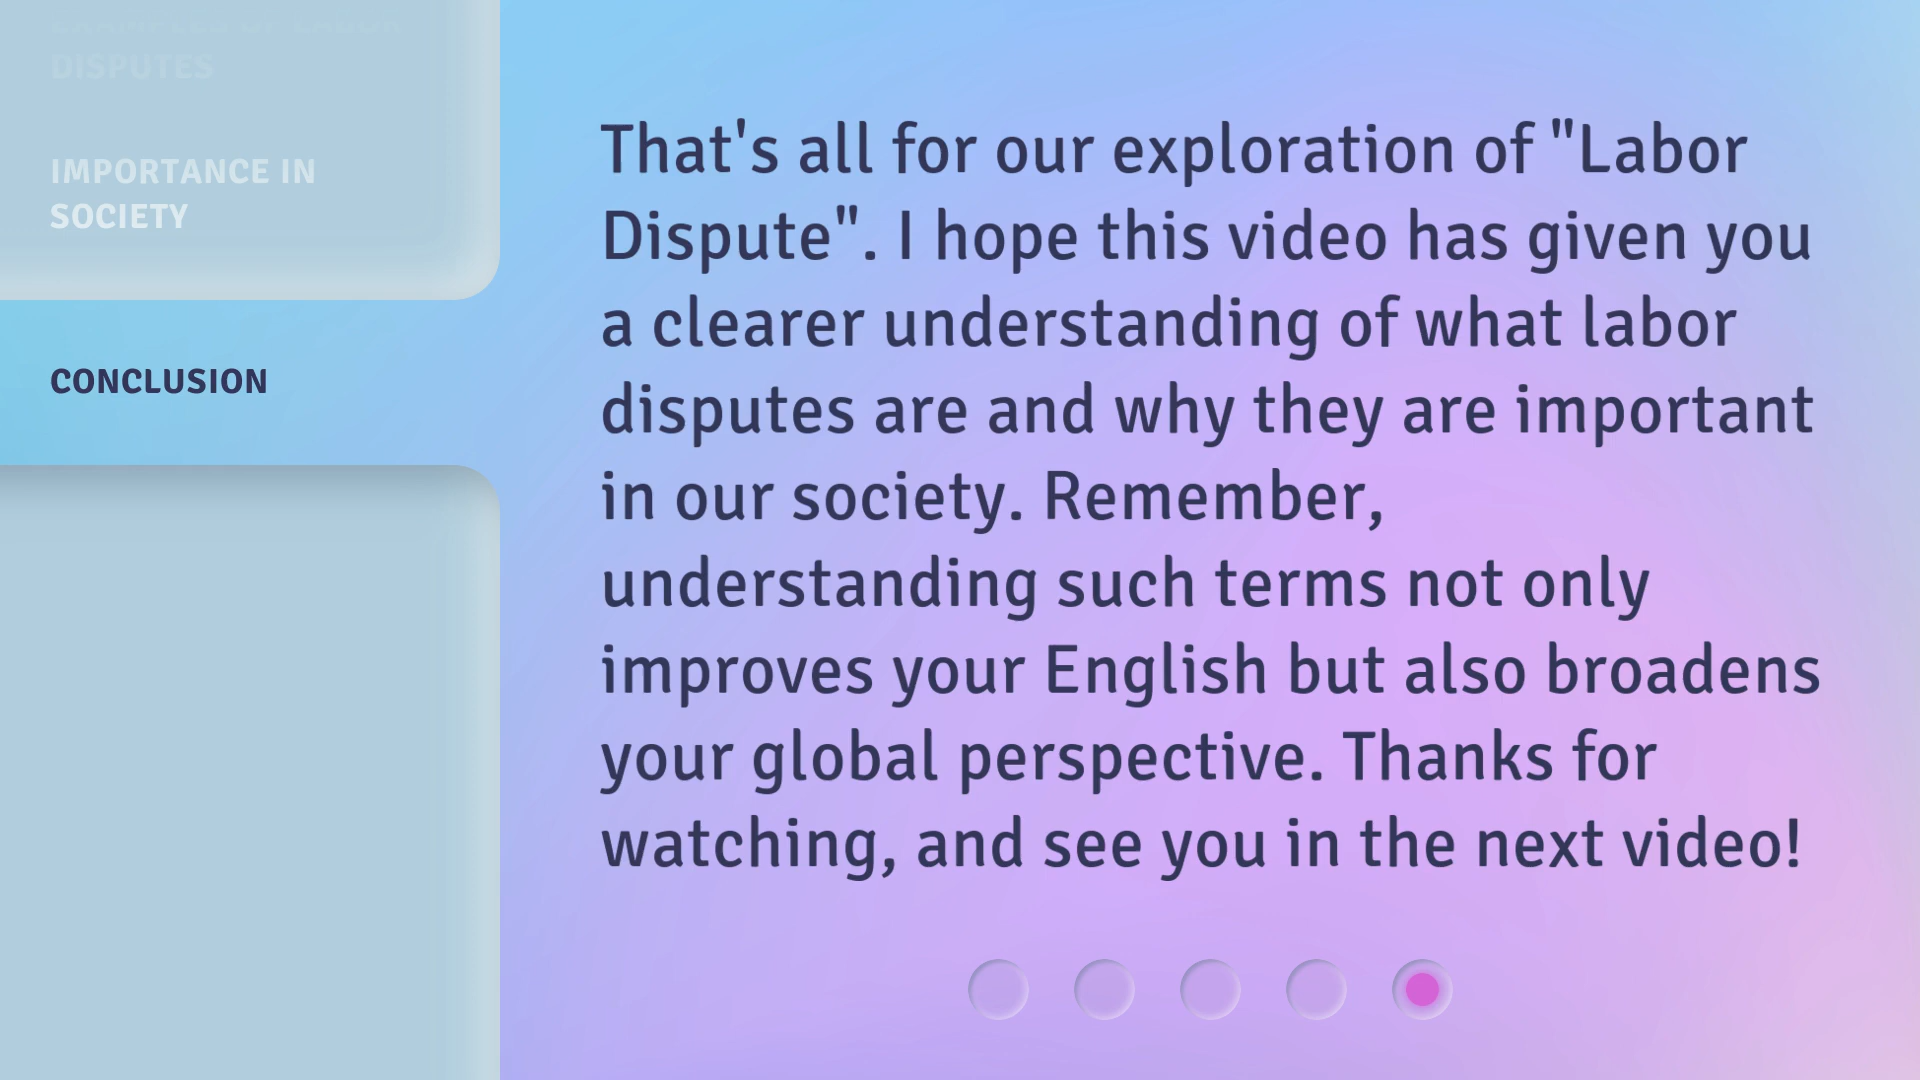 EXAMPLES OF LABOR
DISPUTES
IMPORTANCE IN
SOCIETY
CONCLUSION
That's all for our exploration of "Labor
Dispute". I hope this video has given you
a clearer understanding of what labor
disputes are and why they are important
in our society. Remember,
understanding such terms not only
improves your English but also broadens
your global perspective. Thanks for
watching, and see you in the next video!